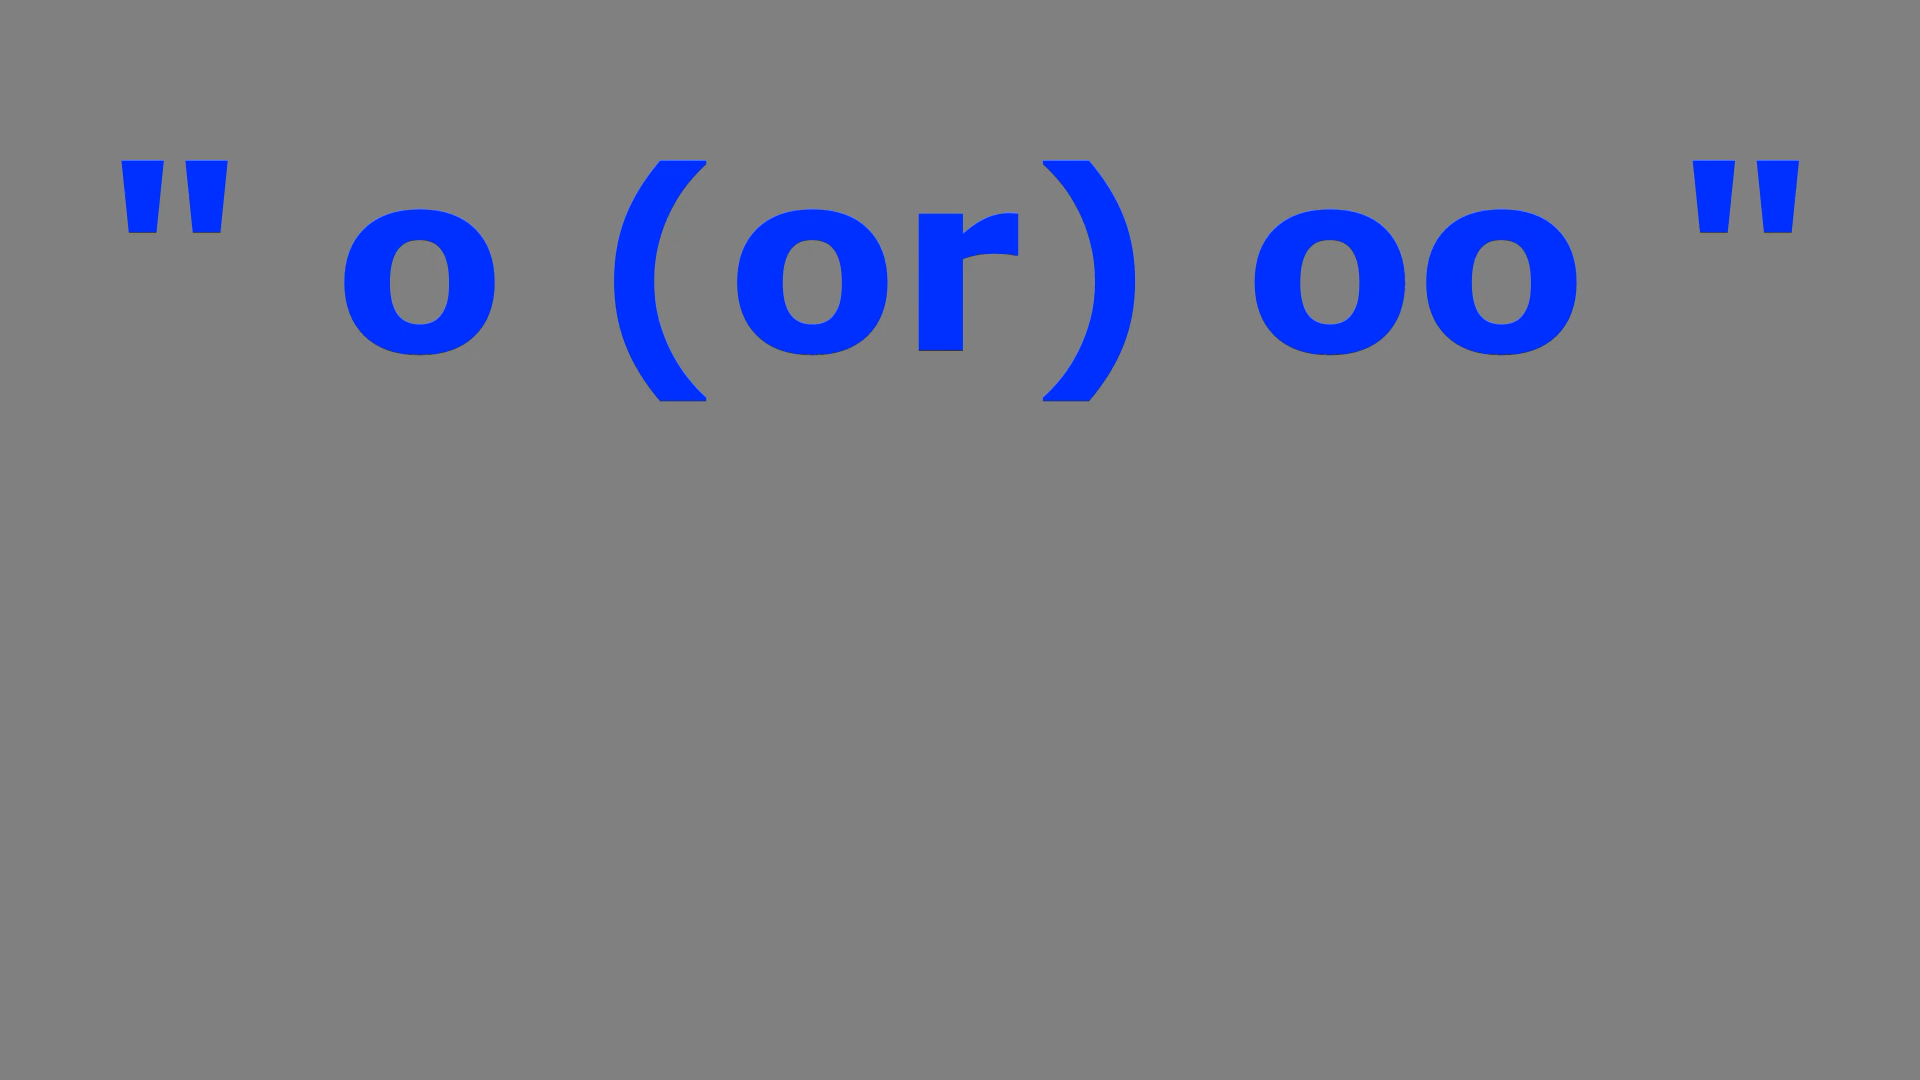 " o (or) oo "